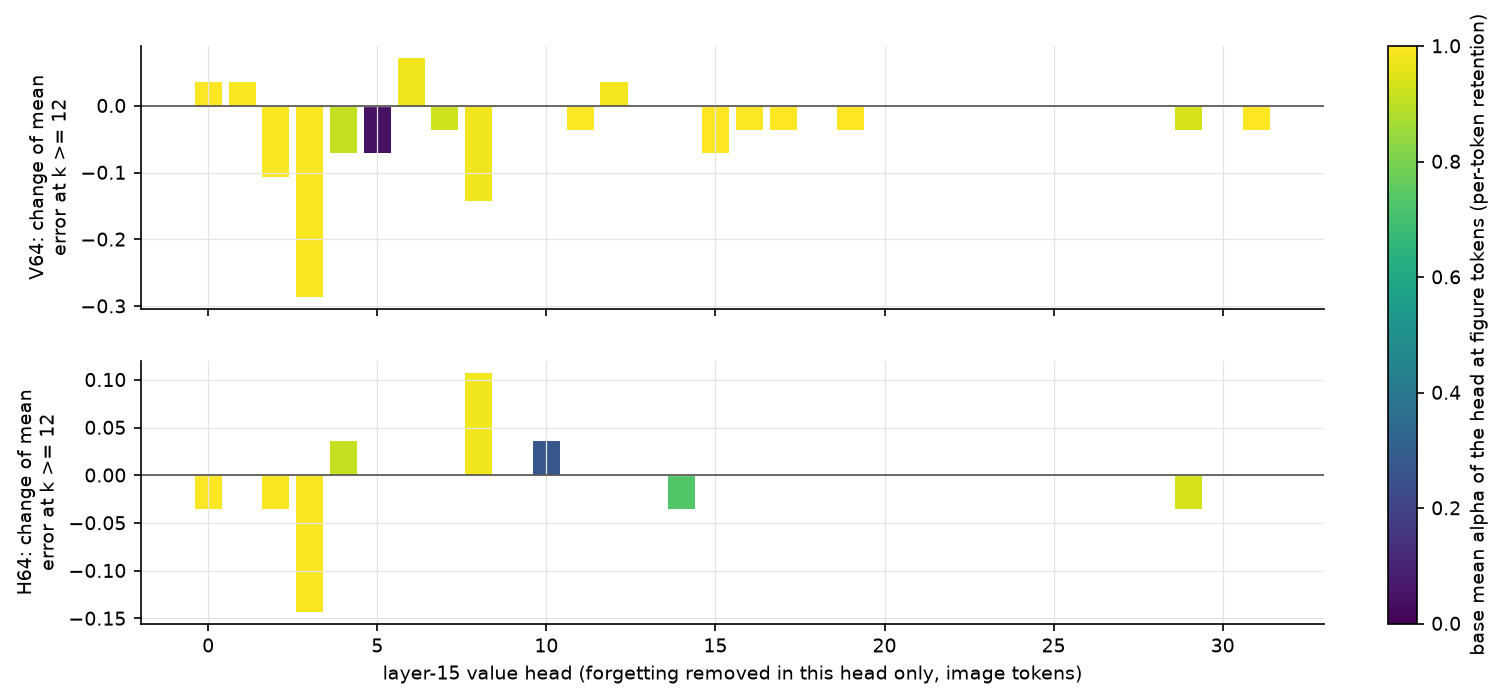 V64: change of mean
error at k >= 12
0.0
−0.1
−0.2
−0.3
H64: change of mean
error at k >= 12
0.10
0.05
0.00
−0.05
−0.10
−0.15
0 5 10 15 20 25 30
layer-15 value head (forgetting removed in this head only, image tokens)
1.0
0.8
0.6
0.4
0.2
0.0
base mean alpha of the head at figure tokens (per-token retention)